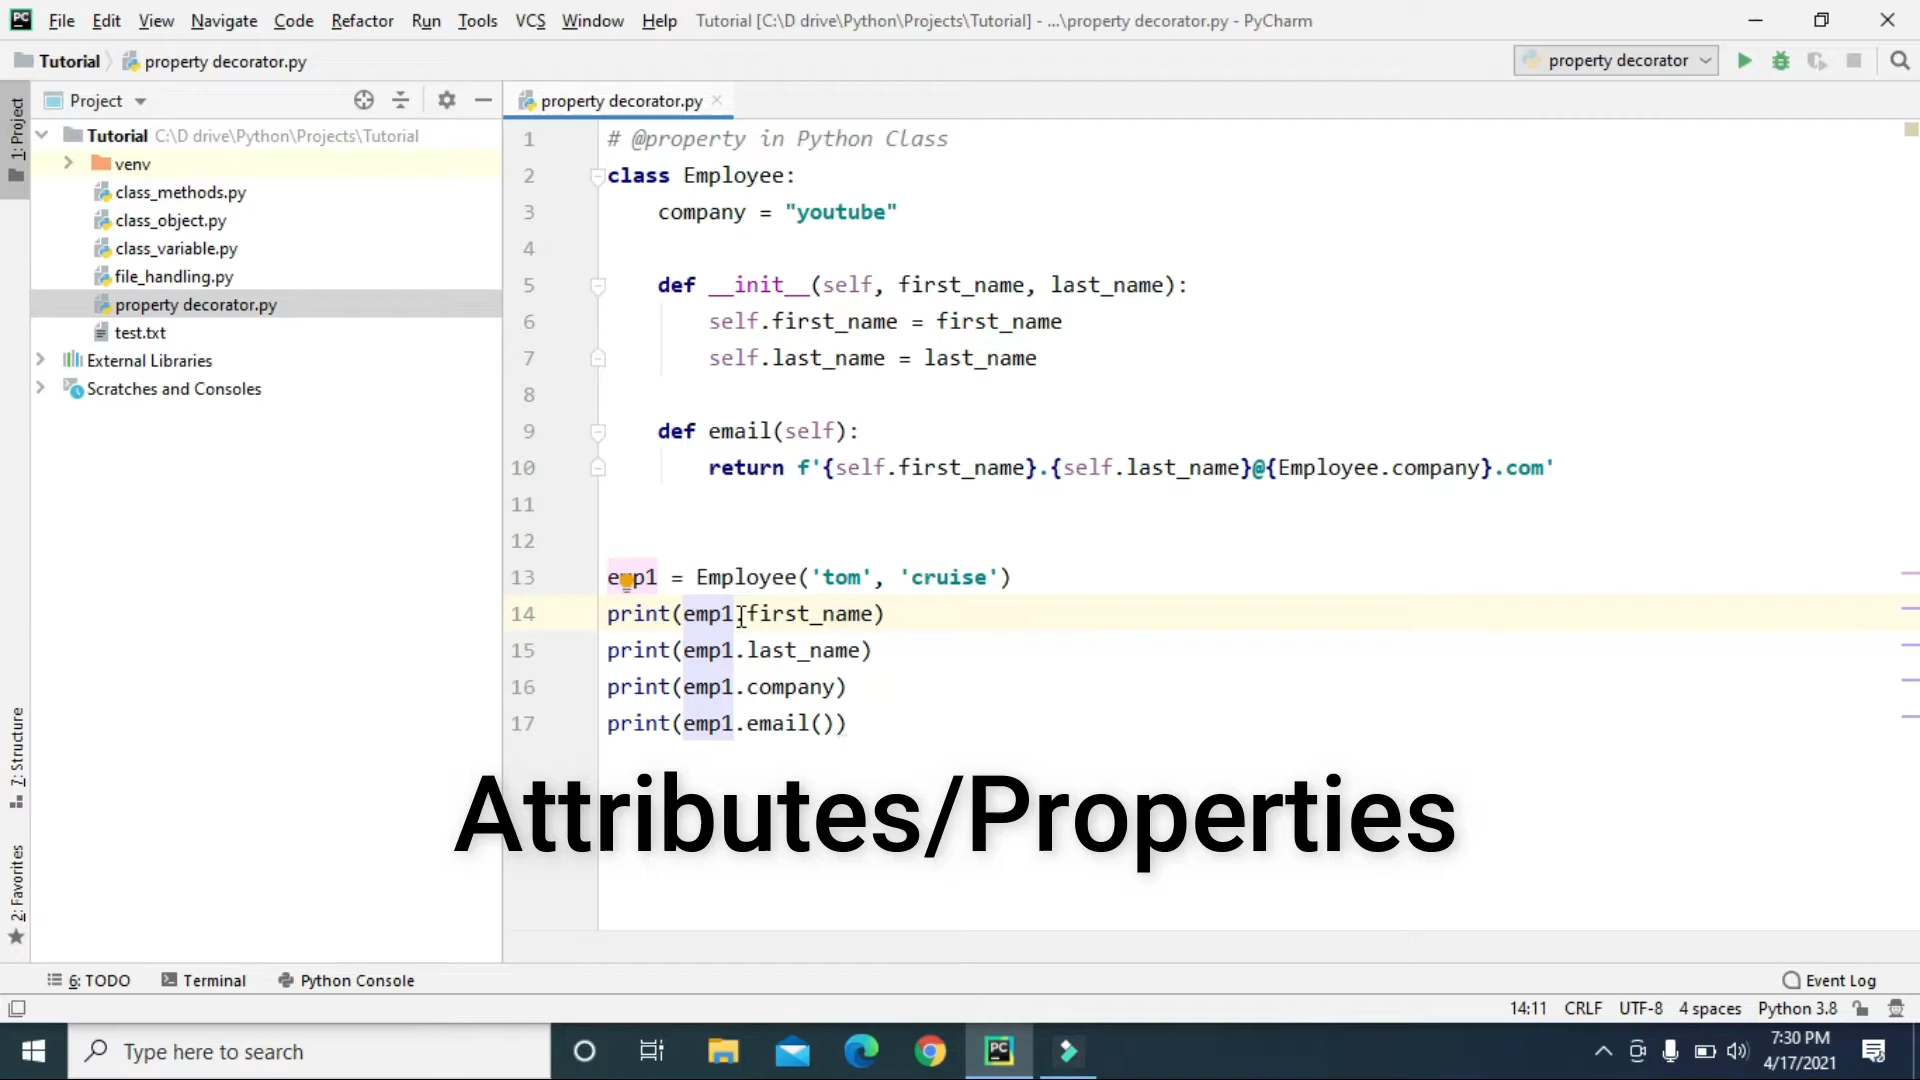 File Edit View Navigate Code Refactor Run Tools VCS Window Help Tutorial [C:\D drive\Python\Projects\Tutorial] - ...\property decorator.py - PyCharm
Tutorial property decorator.py property decorator
Project property decorator.py
1: Project
Tutorial C:\D drive\Python\Projects\Tutorial
venv
class_methods.py
class_object.py
class_variable.py
file_handling.py
property decorator.py
test.txt
External Libraries
Scratches and Consoles
7: Structure
2: Favorites
1 # @property in Python Class
2 class Employee:
3 company = "youtube"
4
5 def __init__(self, first_name, last_name):
6 self.first_name = first_name
7 self.last_name = last_name
8
9 def email(self):
10 return f'{self.first_name}.{self.last_name}@{Employee.company}.com'
11
12
13 emp1 = Employee('tom', 'cruise')
14 print(emp1.first_name)
15 print(emp1.last_name)
16 print(emp1.company)
17 print(emp1.email())
Attributes/Properties
6: TODO Terminal Python Console Event Log
14:11 CRLF UTF-8 4 spaces Python 3.8
Type here to search
7:30 PM
4/17/2021